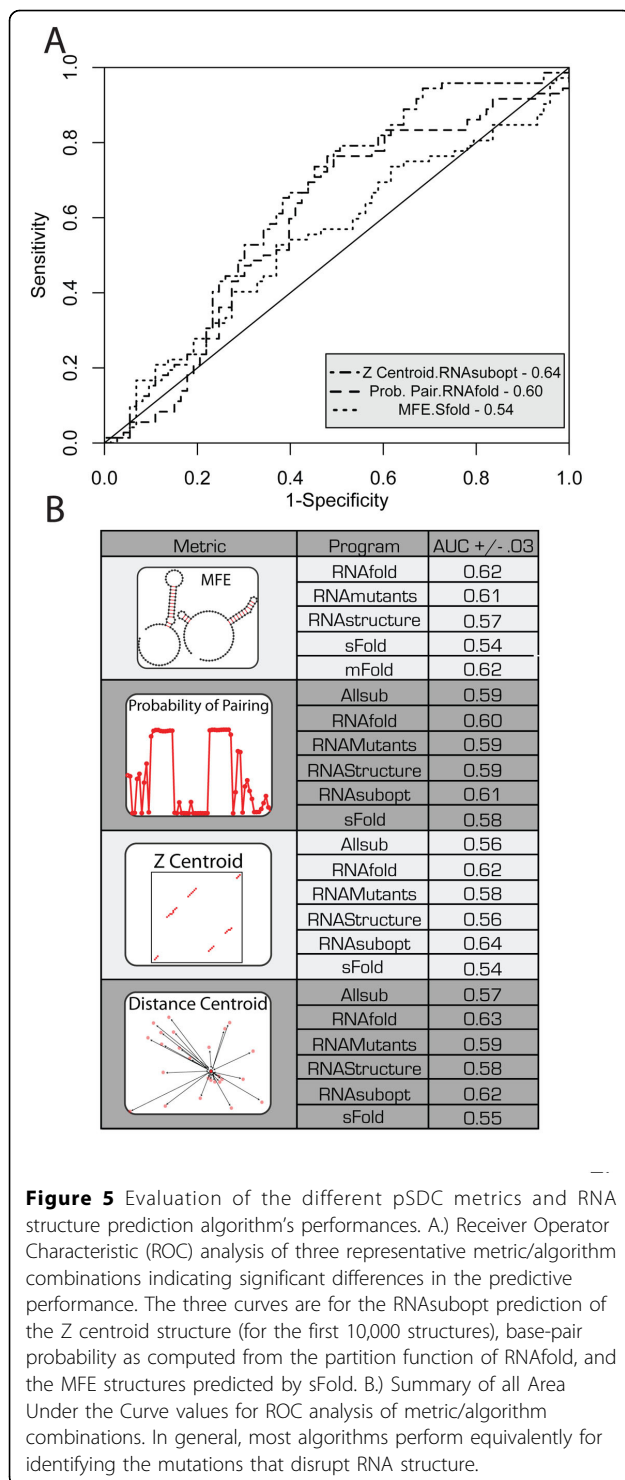 A
1.0
0.8
0.6
0.4
0.2
0.0
Sensitivity
Z Centroid.RNAsubopt - 0.64
Prob. Pair.RNAfold - 0.60
MFE.Sfold - 0.54
0.0 0.2 0.4 0.6 0.8 1.0
1-Specificity
B
Metric Program AUC +/- .03
MFE
RNAfold 0.62
RNAmutants 0.61
RNAstructure 0.57
sFold 0.54
mFold 0.62
Probability of Pairing
Allsub 0.59
RNAfold 0.60
RNAMutants 0.59
RNAStructure 0.59
RNAsubopt 0.61
sFold 0.58
Z Centroid
Allsub 0.56
RNAfold 0.62
RNAMutants 0.58
RNAStructure 0.56
RNAsubopt 0.64
sFold 0.54
Distance Centroid
Allsub 0.57
RNAfold 0.63
RNAMutants 0.59
RNAStructure 0.58
RNAsubopt 0.62
sFold 0.55
Figure 5 Evaluation of the different pSDC metrics and RNA
structure prediction algorithm's performances. A.) Receiver Operator
Characteristic (ROC) analysis of three representative metric/algorithm
combinations indicating significant differences in the predictive
performance. The three curves are for the RNAsubopt prediction of
the Z centroid structure (for the first 10,000 structures), base-pair
probability as computed from the partition function of RNAfold, and
the MFE structures predicted by sFold. B.) Summary of all Area
Under the Curve values for ROC analysis of metric/algorithm
combinations. In general, most algorithms perform equivalently for
identifying the mutations that disrupt RNA structure.